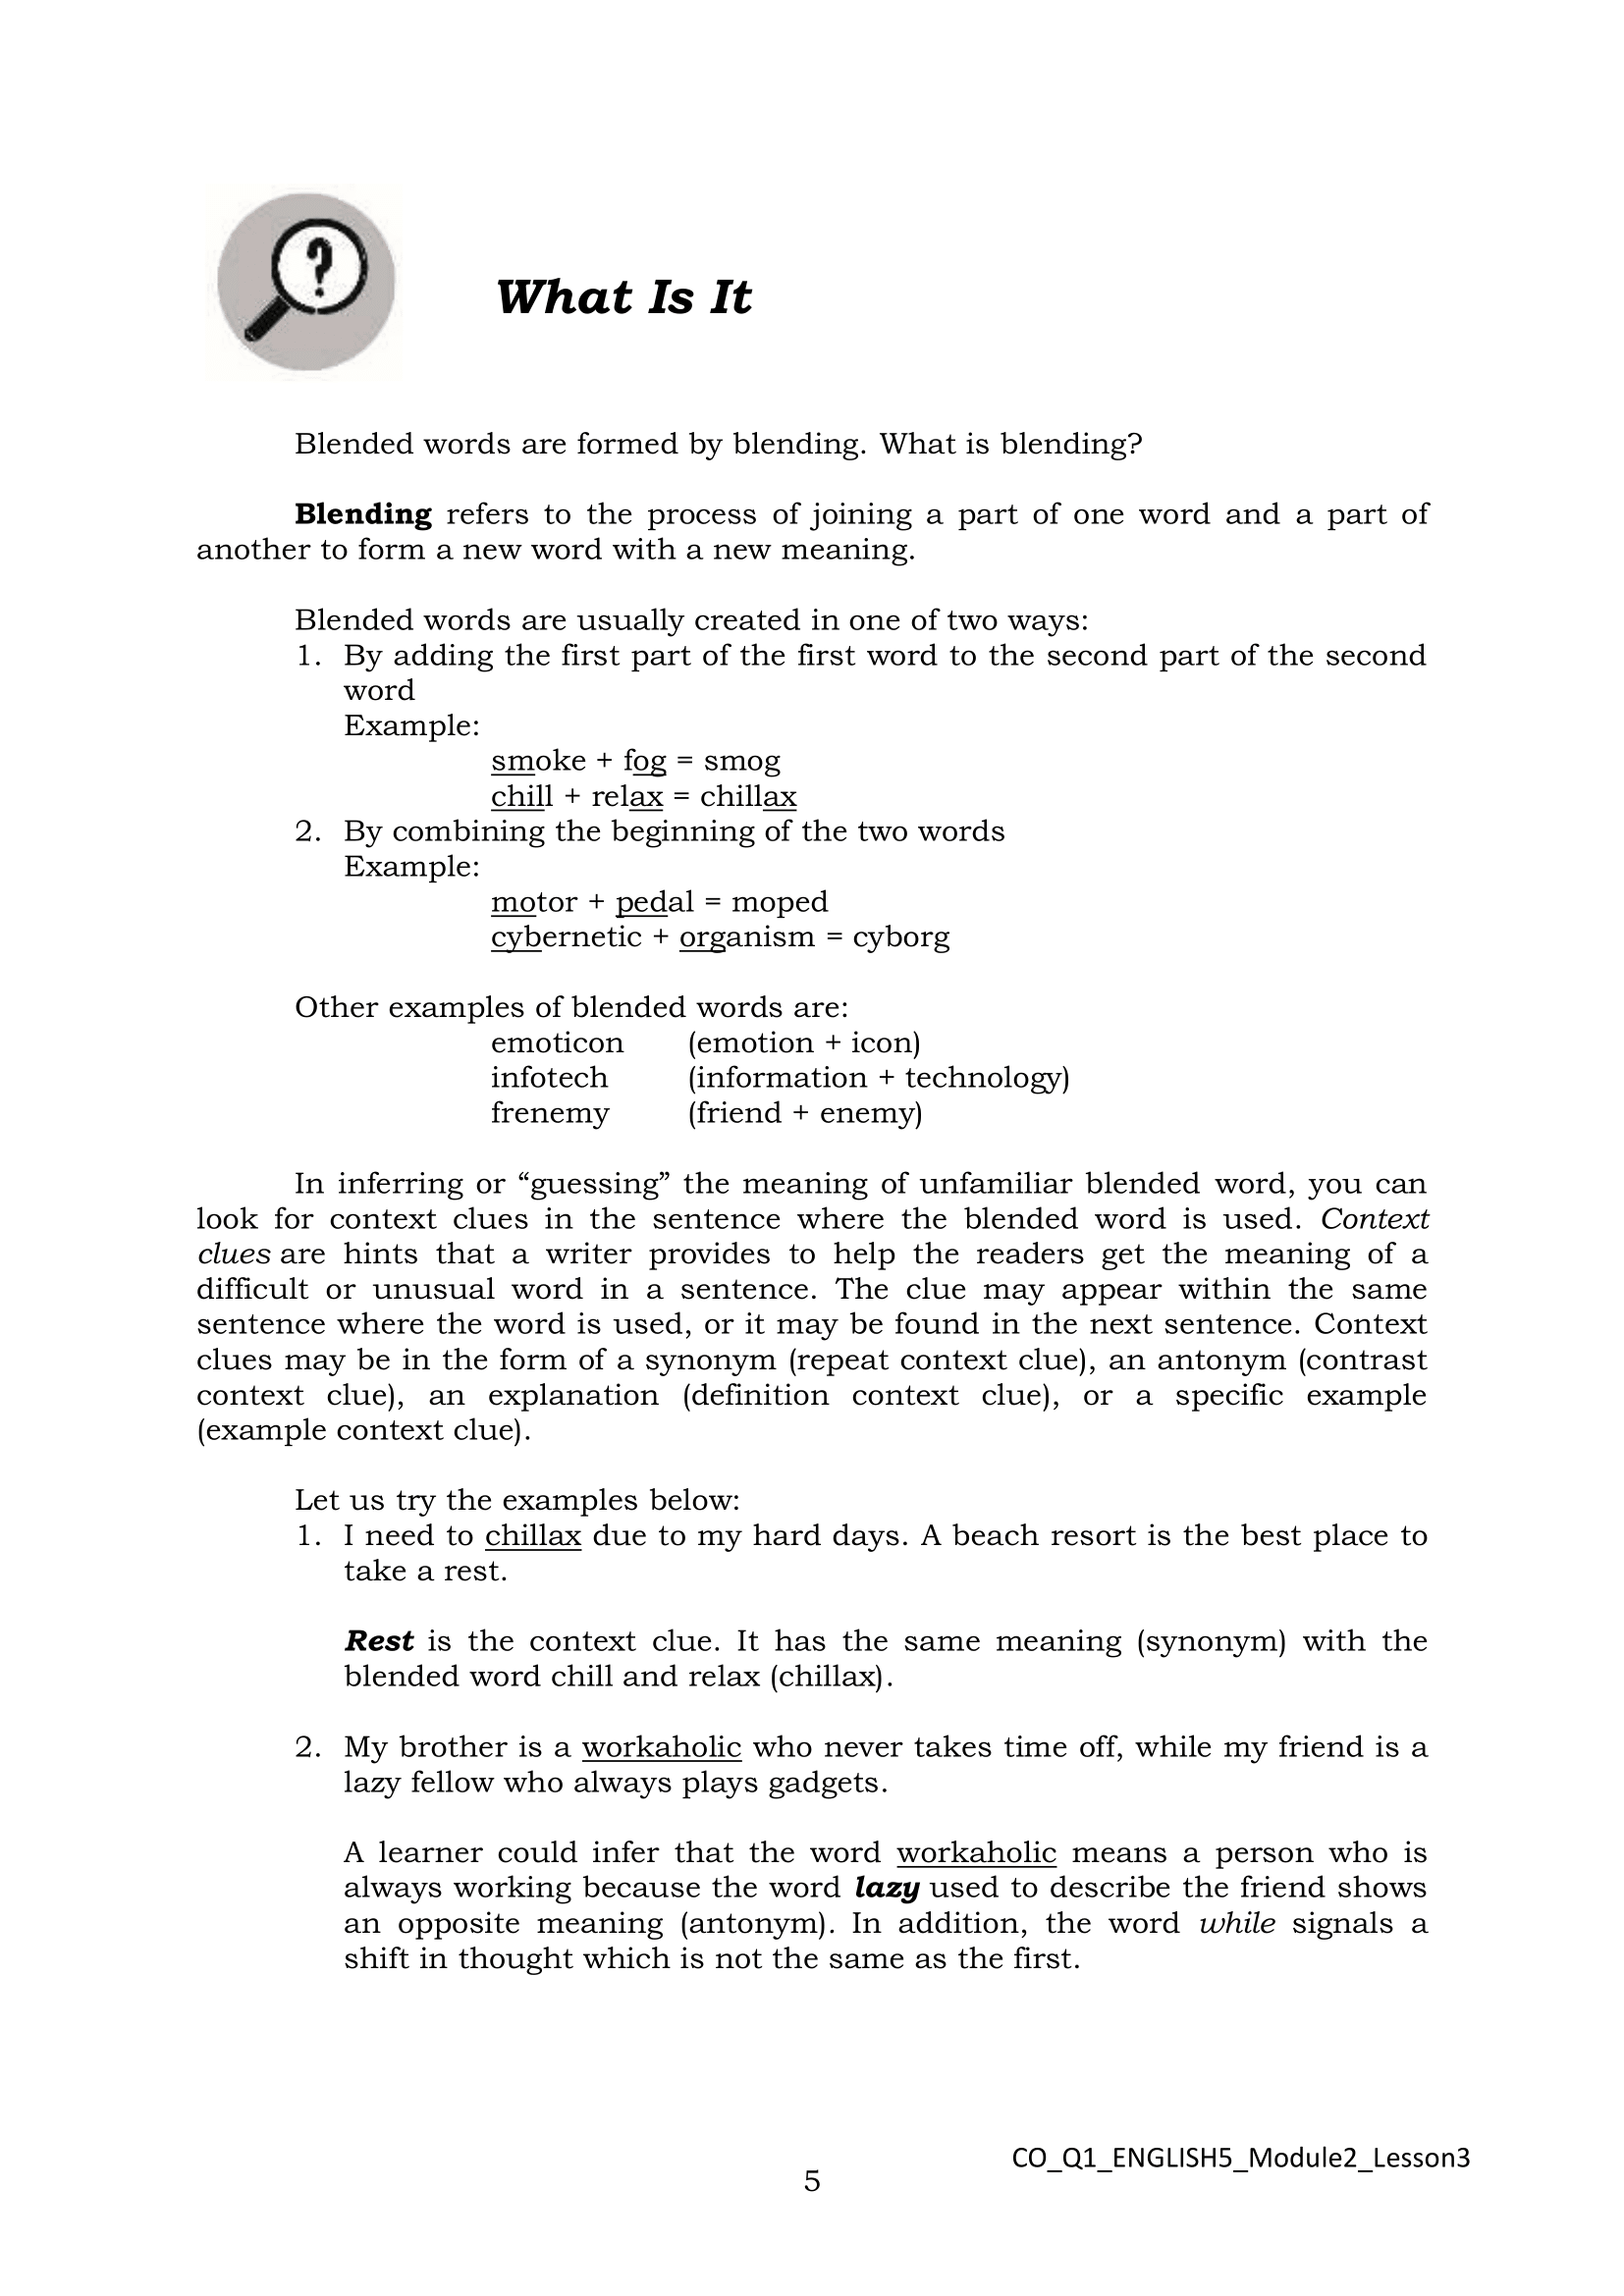 What Is It
Blended words are formed by blending. What is blending?
Blending refers to the process of joining a part of one word and a part of
another to form a new word with a new meaning.
Blended words are usually created in one of two ways:
1. By adding the first part of the first word to the second part of the second
word
Example:
smoke + fog = smog
chill + relax = chillax
2. By combining the beginning of the two words
Example:
motor + pedal = moped
cybernetic + organism = cyborg
Other examples of blended words are:
emoticon (emotion + icon)
infotech (information + technology)
frenemy (friend + enemy)
In inferring or “guessing” the meaning of unfamiliar blended word, you can
look for context clues in the sentence where the blended word is used. Context
clues are hints that a writer provides to help the readers get the meaning of a
difficult or unusual word in a sentence. The clue may appear within the same
sentence where the word is used, or it may be found in the next sentence. Context
clues may be in the form of a synonym (repeat context clue), an antonym (contrast
context clue), an explanation (definition context clue), or a specific example
(example context clue).
Let us try the examples below:
1. I need to chillax due to my hard days. A beach resort is the best place to
take a rest.
Rest is the context clue. It has the same meaning (synonym) with the
blended word chill and relax (chillax).
2. My brother is a workaholic who never takes time off, while my friend is a
lazy fellow who always plays gadgets.
A learner could infer that the word workaholic means a person who is
always working because the word lazy used to describe the friend shows
an opposite meaning (antonym). In addition, the word while signals a
shift in thought which is not the same as the first.
CO_Q1_ENGLISH5_Module2_Lesson3
5